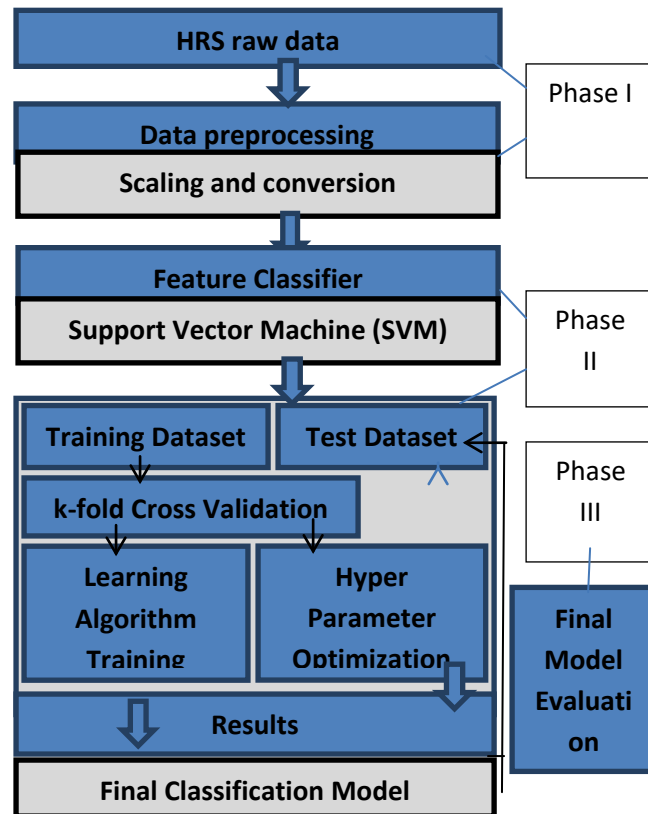 HRS raw data
Phase I
Data preprocessing
Scaling and conversion
Feature Classifier
Support Vector Machine (SVM)
Phase
II
Training Dataset
Test Dataset
Phase
III
k-fold Cross Validation
Learning
Algorithm
Training
Hyper
Parameter
Optimization
Final
Model
Evaluati
on
Results
Final Classification Model